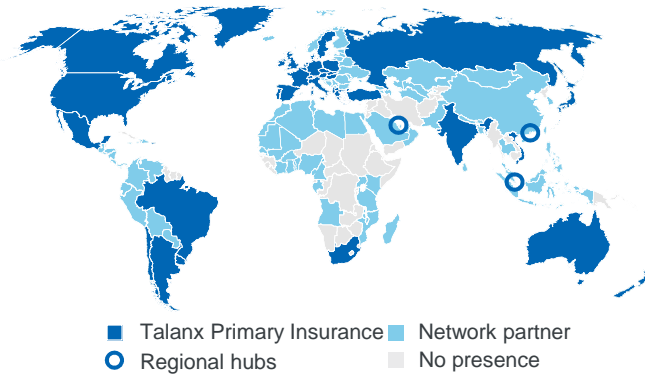 Talanx Primary Insurance
Network partner
Regional hubs
No presence